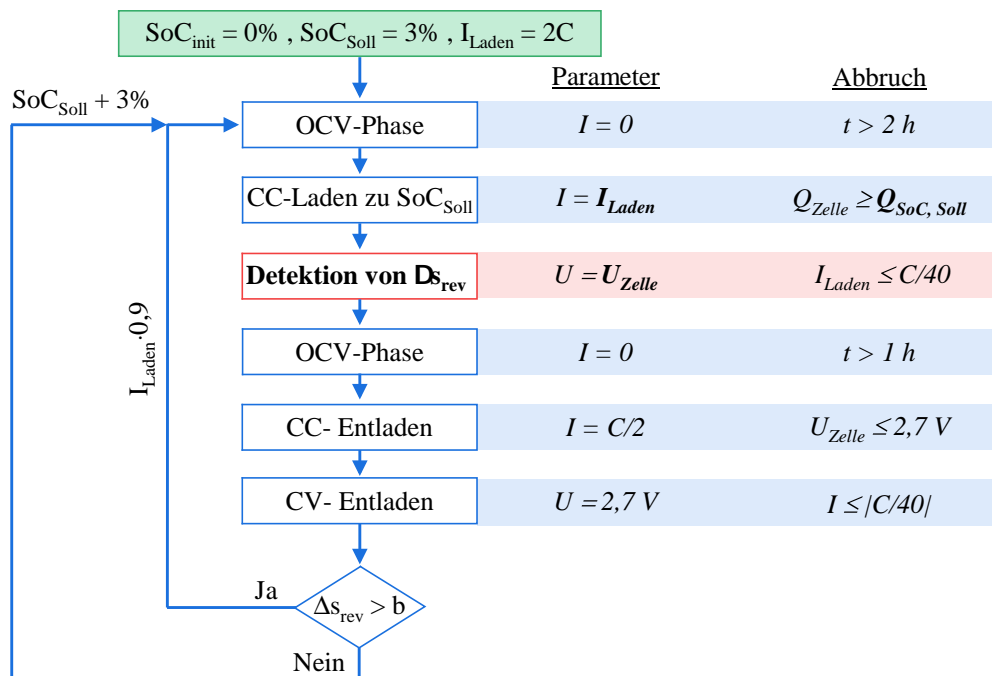 SoC_init = 0% , SoC_Soll = 3% , I_Laden = 2C
Parameter
Abbruch
SoC_Soll + 3%
OCV-Phase
I = 0
t > 2 h
CC-Laden zu SoC_Soll
I = I_Laden
Q_Zelle ≥ Q_SoC, Soll
Detektion von Ds_rev
U = U_Zelle
I_Laden ≤ C/40
I_Laden·0,9
OCV-Phase
I = 0
t > 1 h
CC- Entladen
I = C/2
U_Zelle ≤ 2,7 V
CV- Entladen
U = 2,7 V
I ≤ |C/40|
Ja
Δs_rev > b
Nein